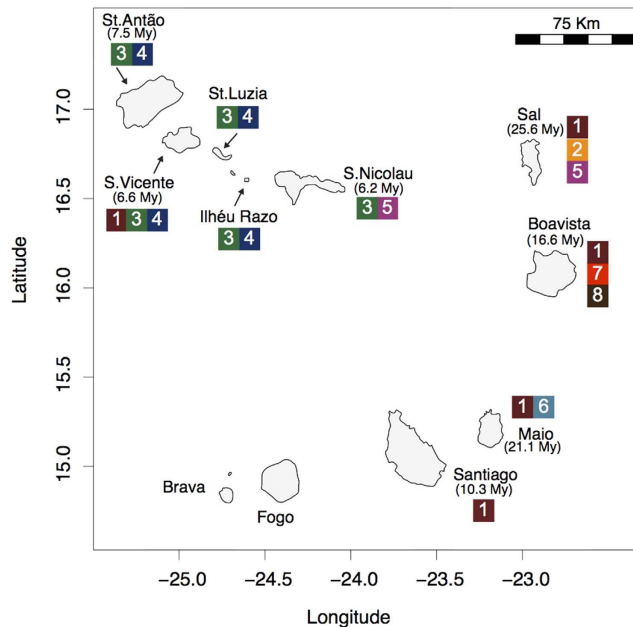 St.Antão
(7.5 My)
3 4
75 Km
St.Luzia
3 4
17.0
Sal
(25.6 My)
1
2
5
S.Vicente
(6.6 My)
1 3 4
Ilhéu Razo
3 4
S.Nicolau
(6.2 My)
3 5
16.5
Boavista
(16.6 My)
1
7
8
Latitude
16.0
15.5
1 6
Maio
(21.1 My)
15.0
Brava
Fogo
Santiago
(10.3 My)
1
−25.0 −24.5 −24.0 −23.5 −23.0
Longitude